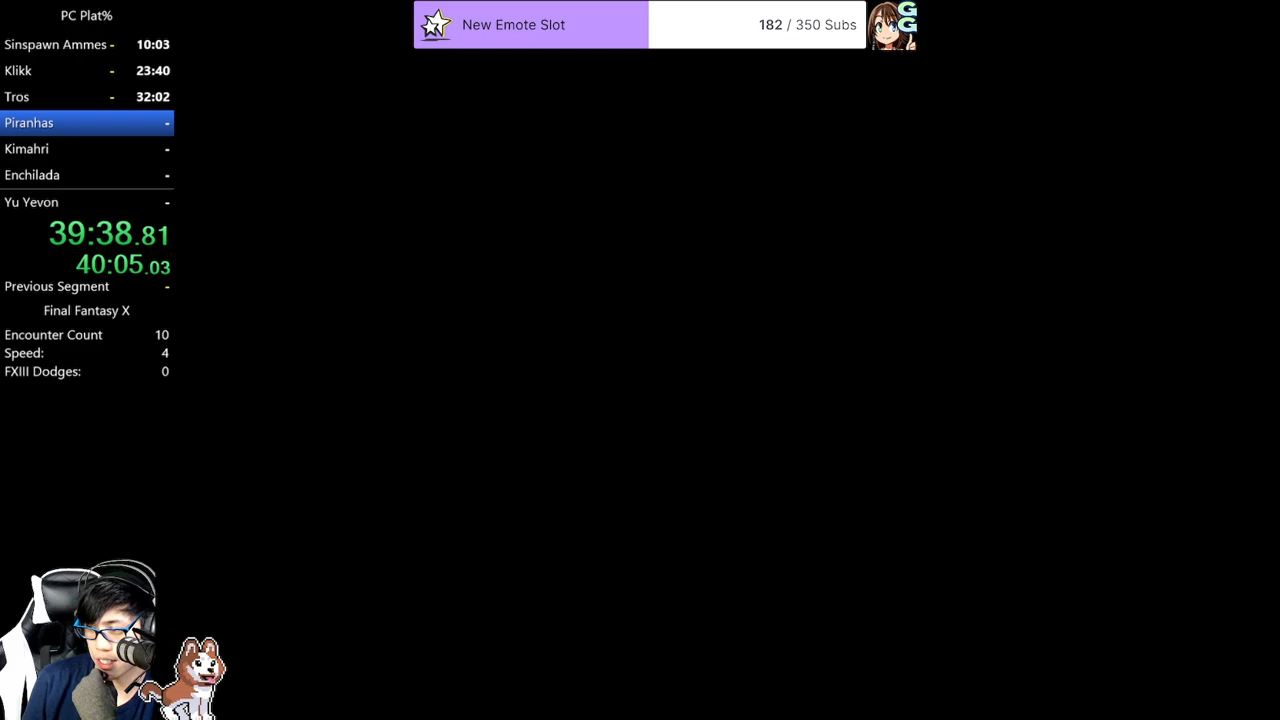 PC Plat%
New Emote Slot 182 / 350 Subs
GG
Sinspawn Ammes - 10:03
Klikk - 23:40
Tros - 32:02
Piranhas -
Kimahri -
Enchilada -
Yu Yevon -
39:38.81
40:05.03
Previous Segment -
Final Fantasy X
Encounter Count 10
Speed: 4
FXIII Dodges: 0